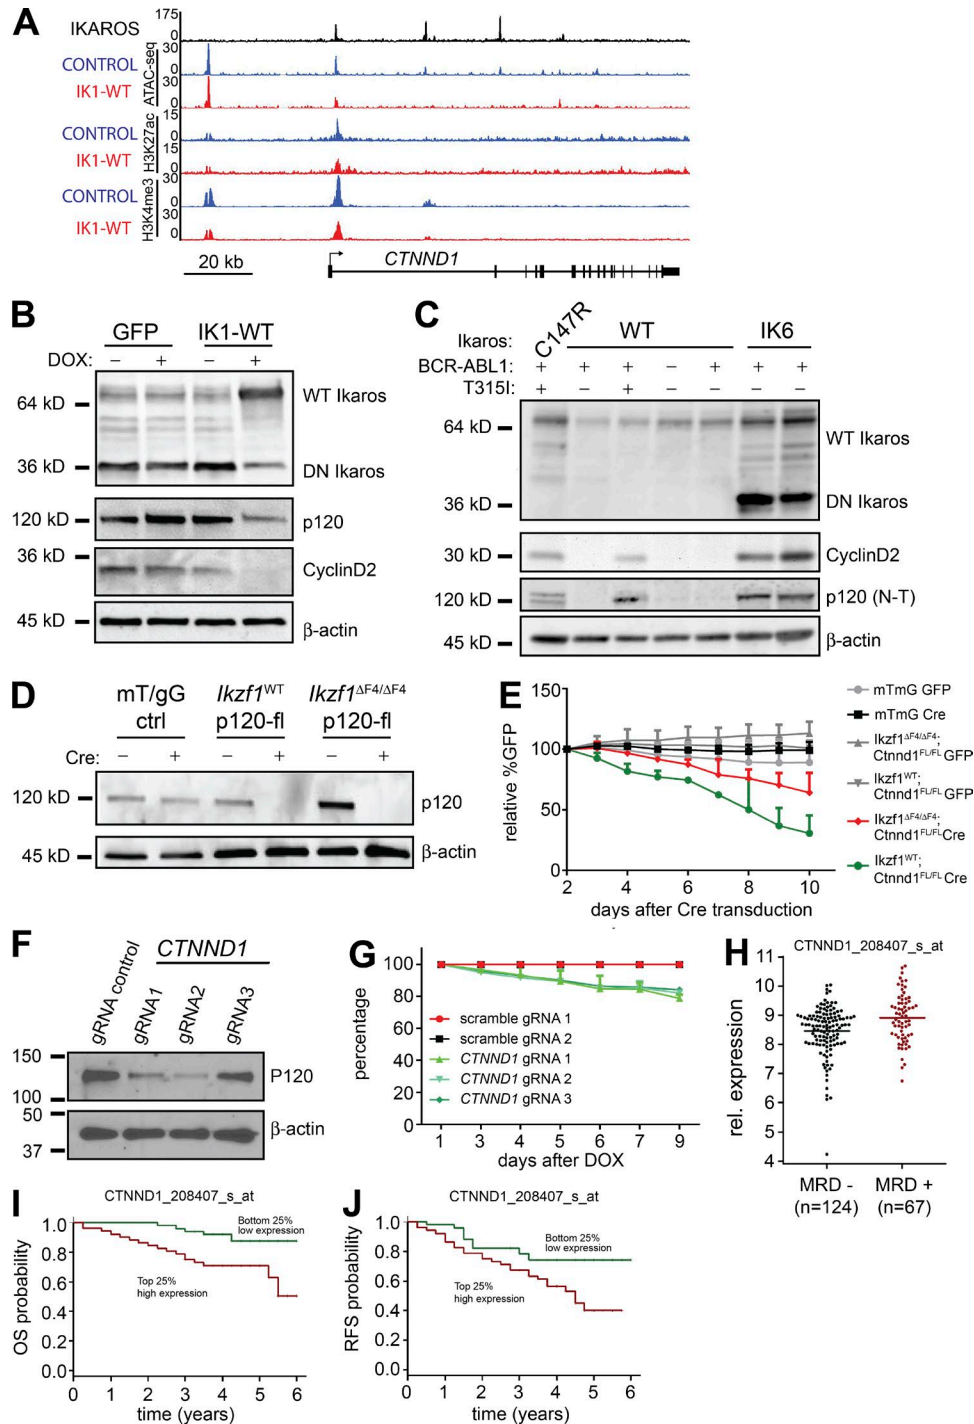 A
IKAROS
175
0
CONTROL
30
0
IK1-WT
30
0
ATAC-seq
CONTROL
15
0
IK1-WT
15
0
H3K27ac
CONTROL
30
0
IK1-WT
30
0
H3K4me3
20 kb
CTNND1
B
GFP IK1-WT
DOX: − + − +
64 kD WT Ikaros
36 kD DN Ikaros
120 kD p120
36 kD CyclinD2
45 kD β-actin
C
Ikaros: C147R WT IK6
BCR-ABL1: + + + − + + +
T315I: + − + − − − −
64 kD WT Ikaros
36 kD DN Ikaros
30 kD CyclinD2
120 kD p120 (N-T)
45 kD β-actin
D
mT/gG ctrl
Ikzf1WT p120-fl
Ikzf1ΔF4/ΔF4 p120-fl
Cre: − + − + − +
120 kD p120
45 kD β-actin
E
relative %GFP
150
100
50
0
2 4 6 8 10
days after Cre transduction
mTmG GFP
mTmG Cre
Ikzf1ΔF4/ΔF4;
Ctnnd1FL/FL GFP
Ikzf1WT;
Ctnnd1FL/FL GFP
Ikzf1ΔF4/ΔF4;
Ctnnd1FL/FL Cre
Ikzf1WT;
Ctnnd1FL/FL Cre
F
CTNND1
gRNA control
gRNA1
gRNA2
gRNA3
150
100
P120
50
37
β-actin
G
percentage
100
80
60
40
20
0
scramble gRNA 1
scramble gRNA 2
CTNND1 gRNA 1
CTNND1 gRNA 2
CTNND1 gRNA 3
1 3 4 5 6 7 9
days after DOX
H
CTNND1_208407_s_at
rel. expression
11
10
9
8
7
6
5
4
MRD - MRD +
(n=124) (n=67)
I
CTNND1_208407_s_at
OS probability
1.0
0.8
0.6
0.4
0.2
0.0
Bottom 25%
low expression
Top 25%
high expression
0 1 2 3 4 5 6
time (years)
J
CTNND1_208407_s_at
RFS probability
1.0
0.8
0.6
0.4
0.2
0.0
Bottom 25%
low expression
Top 25%
high expression
0 1 2 3 4 5 6
time (years)